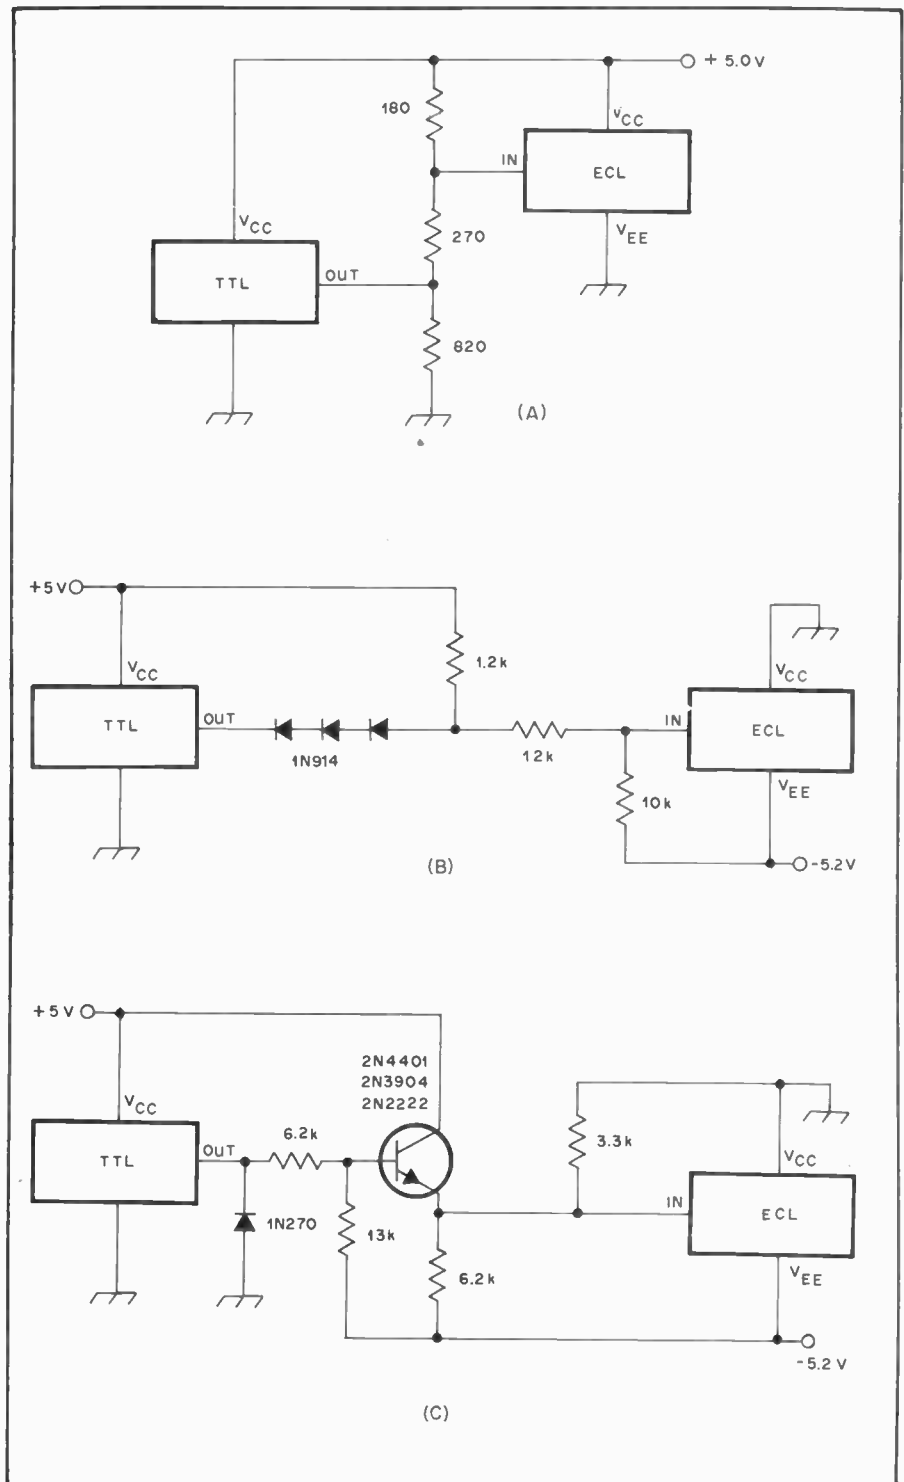 + 5.0V
180
VCC
IN
ECL
270
VEE
VCC
TTL
OUT
820
(A)
+5V
1.2k
VCC
VCC
TTL
OUT
IN
ECL
1N914
12k
10k
VEE
-5.2V
(B)
+5V
2N4401
2N3904
2N2222
VCC
6.2k
3.3k
TTL
OUT
VCC
IN
ECL
1N270
13k
6.2k
VEE
-5.2V
(C)